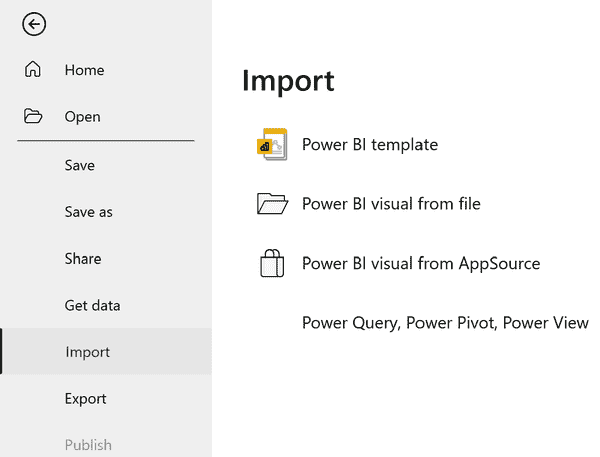 Home
Open
Save
Save as
Share
Get data
Import
Export
Publish
Import
Power BI template
Power BI visual from file
Power BI visual from AppSource
Power Query, Power Pivot, Power View